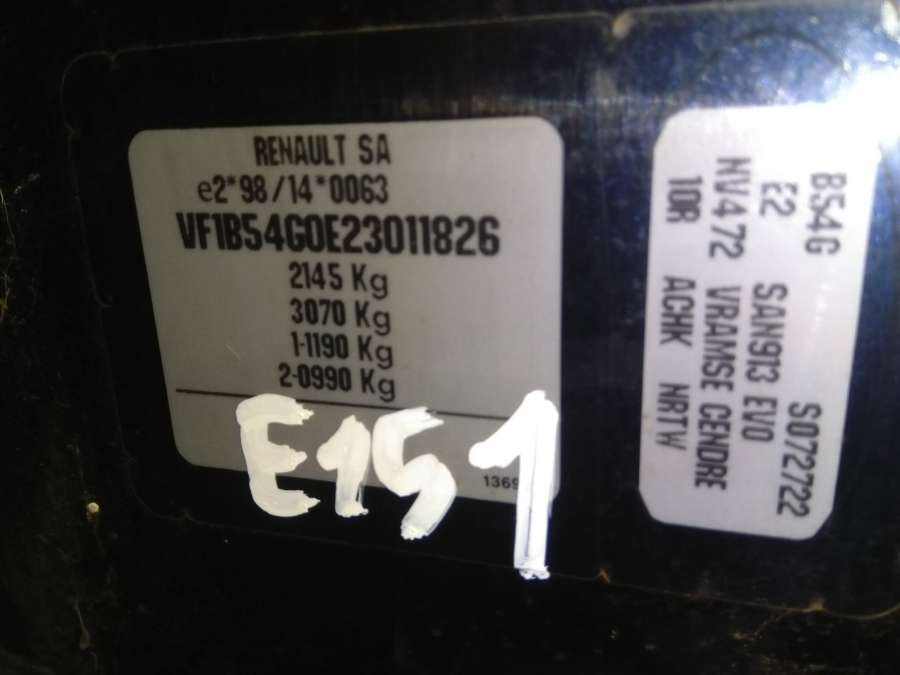 RENAULT SA
e2*98/14*0063
VF1B54G0E23011826
2145 Kg
3070 Kg
1-1190 Kg
2-0990 Kg
E151
B54G S072722
E2 SAN913 EVO
NV472 VRAMSE CENDRE
10R ACHK NRTW